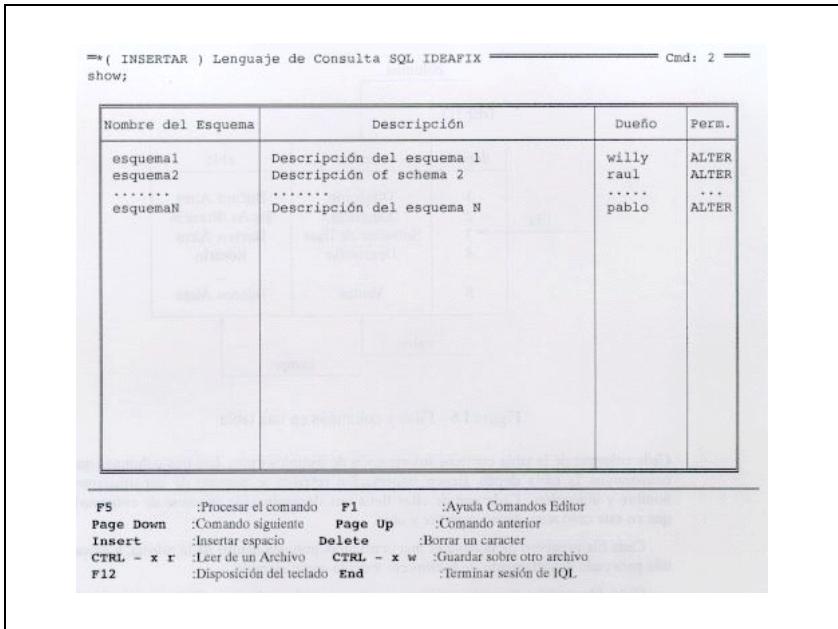 *( INSERTAR ) Lenguaje de Consulta SQL IDEAFIX Cmd: 2
show;
Nombre del Esquema Descripción Dueño Perm.
esquema1 Descripción del esquema 1 willy ALTER
esquema2 Descripción of schema 2 raul ALTER
....... ....... ..... ...
esquemaN Descripción del esquema N pablo ALTER
F5 :Procesar el comando F1 :Ayuda Comandos Editor
Page Down :Comando siguiente Page Up :Comando anterior
Insert :Insertar espacio Delete :Borrar un caracter
CTRL - x r :Leer de un Archivo CTRL - x w :Guardar sobre otro archivo
F12 :Disposición del teclado End :Terminar sesión de IQL